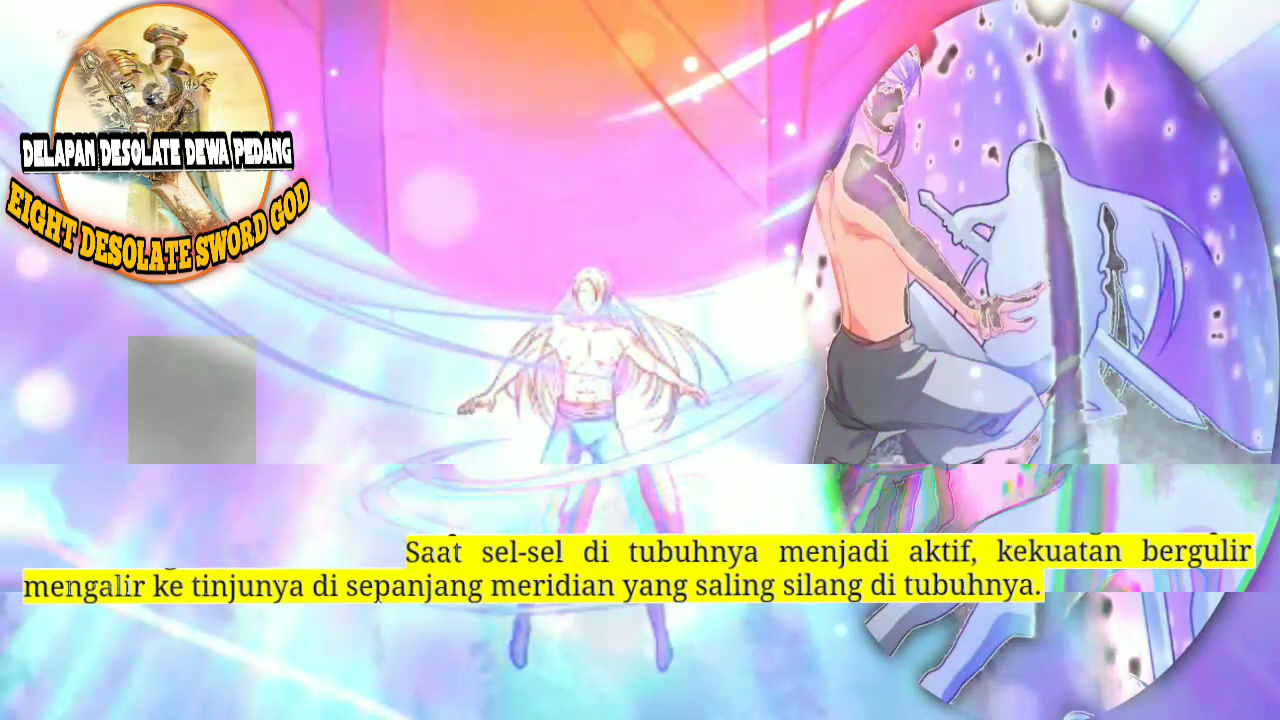 DELAPAN DESOLATE DEWA PEDANG
EIGHT DESOLATE SWORD GOD
Saat sel-sel di tubuhnya menjadi aktif, kekuatan bergulir
mengalir ke tinjunya di sepanjang meridian yang saling silang di tubuhnya.